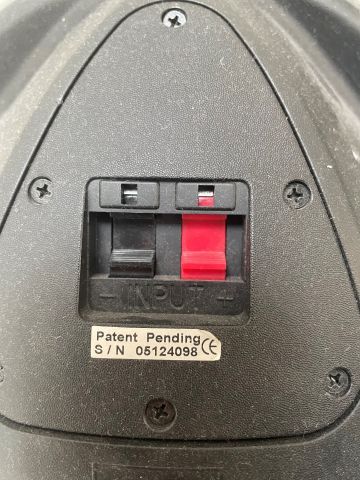 - INPUT +
Patent Pending
S / N 05124098 CE